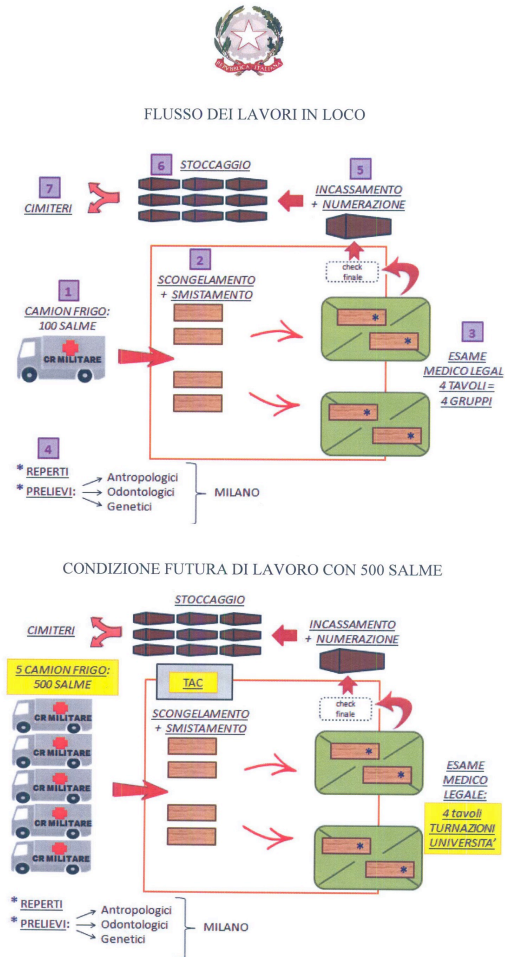 REPVBBLICA ITALIANA
FLUSSO DEI LAVORI IN LOCO
6 STOCCAGGIO
5
INCASSAMENTO
+ NUMERAZIONE
7
CIMITERI
check
finale
2
SCONGELAMENTO
+ SMISTAMENTO
1
CAMION FRIGO:
100 SALME
CR MILITARE
*
*
3
ESAME
MEDICO LEGAL
4 TAVOLI =
4 GRUPPI
*
*
4
* REPERTI
* PRELIEVI:
Antropologici
Odontologici
Genetici
MILANO
CONDIZIONE FUTURA DI LAVORO CON 500 SALME
STOCCAGGIO
CIMITERI
INCASSAMENTO
+ NUMERAZIONE
5 CAMION FRIGO:
500 SALME
TAC
check
finale
CR MILITARE
CR MILITARE
CR MILITARE
CR MILITARE
CR MILITARE
SCONGELAMENTO
+ SMISTAMENTO
*
*
ESAME
MEDICO
LEGALE:
4 tavoli
TURNAZIONI
UNIVERSITA'
*
*
* REPERTI
* PRELIEVI:
Antropologici
Odontologici
Genetici
MILANO